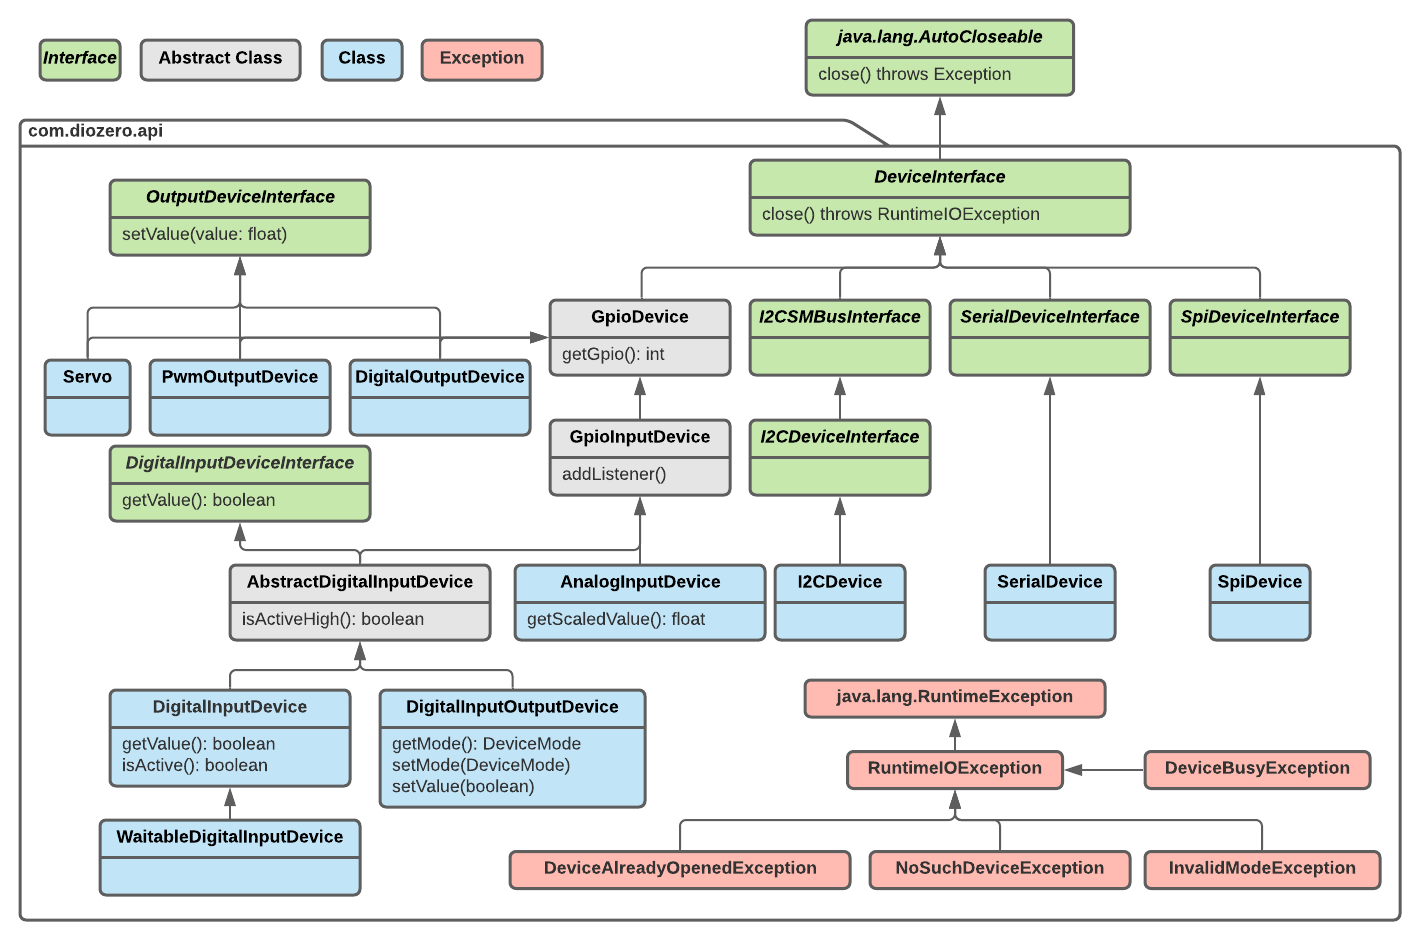 Interface
Abstract Class
Class
Exception
java.lang.AutoCloseable
close() throws Exception
com.diozero.api
DeviceInterface
close() throws RuntimeIOException
OutputDeviceInterface
setValue(value: float)
GpioDevice
getGpio(): int
I2CSMBusInterface
SerialDeviceInterface
SpiDeviceInterface
Servo
PwmOutputDevice
DigitalOutputDevice
GpioInputDevice
addListener()
I2CDeviceInterface
DigitalInputDeviceInterface
getValue(): boolean
AbstractDigitalInputDevice
isActiveHigh(): boolean
AnalogInputDevice
getScaledValue(): float
I2CDevice
SerialDevice
SpiDevice
DigitalInputDevice
getValue(): boolean
isActive(): boolean
DigitalInputOutputDevice
getMode(): DeviceMode
setMode(DeviceMode)
setValue(boolean)
java.lang.RuntimeException
RuntimeIOException
DeviceBusyException
WaitableDigitalInputDevice
DeviceAlreadyOpenedException
NoSuchDeviceException
InvalidModeException